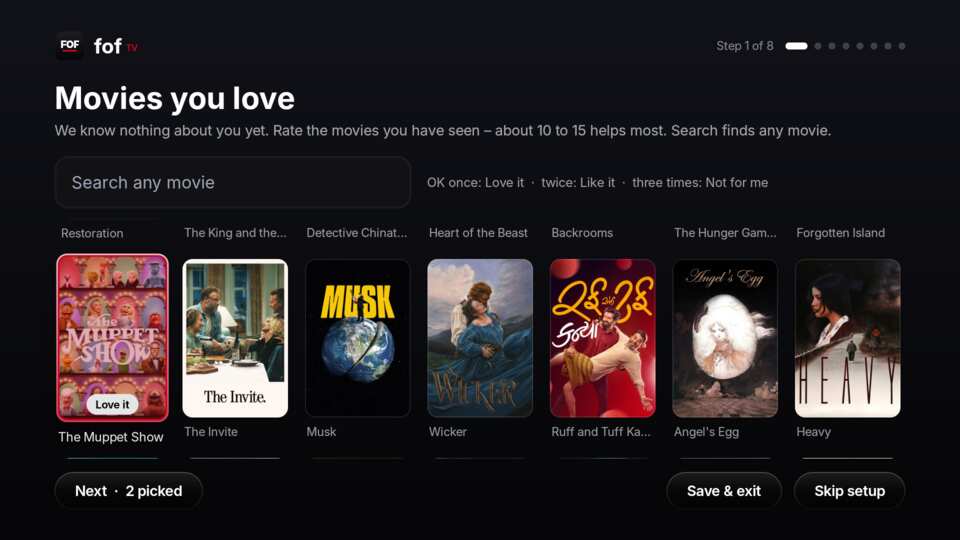 FOF fof TV
Step 1 of 8
Movies you love
We know nothing about you yet. Rate the movies you have seen – about 10 to 15 helps most. Search finds any movie.
Search any movie
OK once: Love it · twice: Like it · three times: Not for me
Restoration
The King and the...
Detective Chinat...
Heart of the Beast
Backrooms
The Hunger Gam...
Forgotten Island
The
MUPPET
SHOW
Love it
The Invite.
MUSK
WICKER
Angel's Egg
HEAVY
The Muppet Show
The Invite
Musk
Wicker
Ruff and Tuff Ka...
Angel's Egg
Heavy
Next · 2 picked
Save & exit
Skip setup